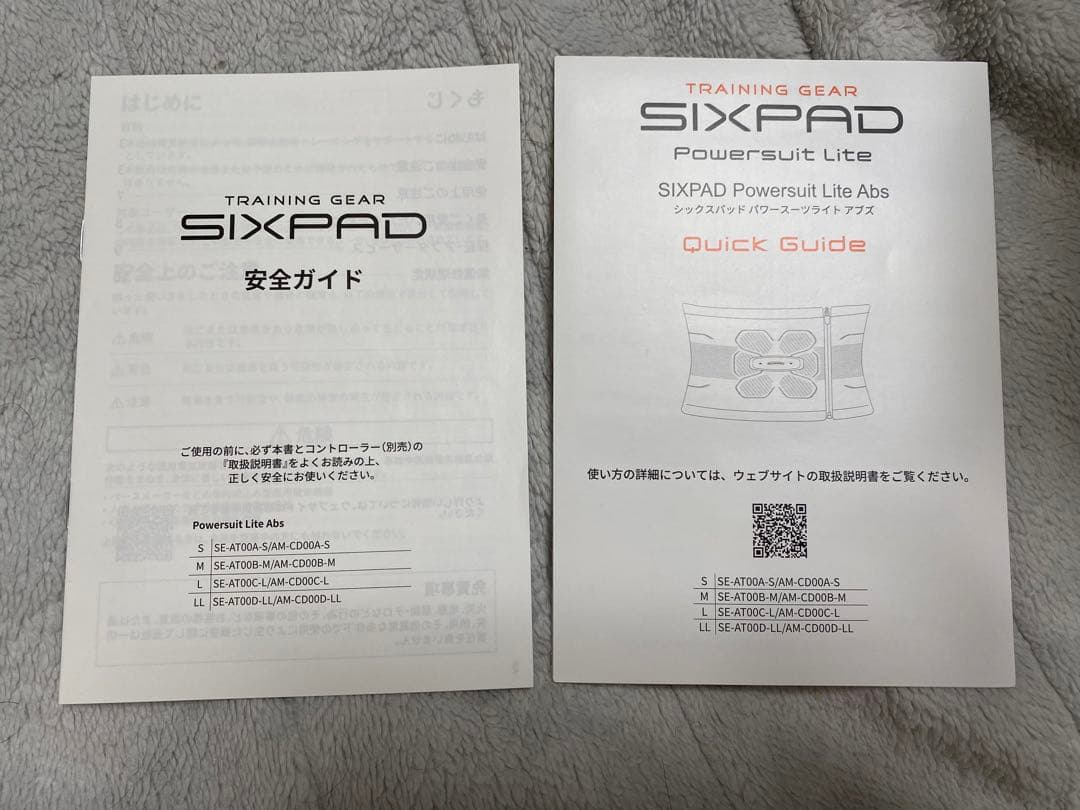 TRAINING GEAR
SIXPAD
安全ガイド
ご使用の前に、必ず本書とコントローラー(別売)の
『取扱説明書』をよくお読みの上、
正しく安全にお使いください。
Powersuit Lite Abs
S SE-AT00A-S/AM-CD00A-S
M SE-AT00B-M/AM-CD00B-M
L SE-AT00C-L/AM-CD00C-L
LL SE-AT00D-LL/AM-CD00D-LL
TRAINING GEAR
SIXPAD
Powersuit Lite
SIXPAD Powersuit Lite Abs
シックスパッド パワースーツライト アブズ
Quick Guide
使い方の詳細については、ウェブサイトの取扱説明書をご覧ください。
S SE-AT00A-S/AM-CD00A-S
M SE-AT00B-M/AM-CD00B-M
L SE-AT00C-L/AM-CD00C-L
LL SE-AT00D-LL/AM-CD00D-LL